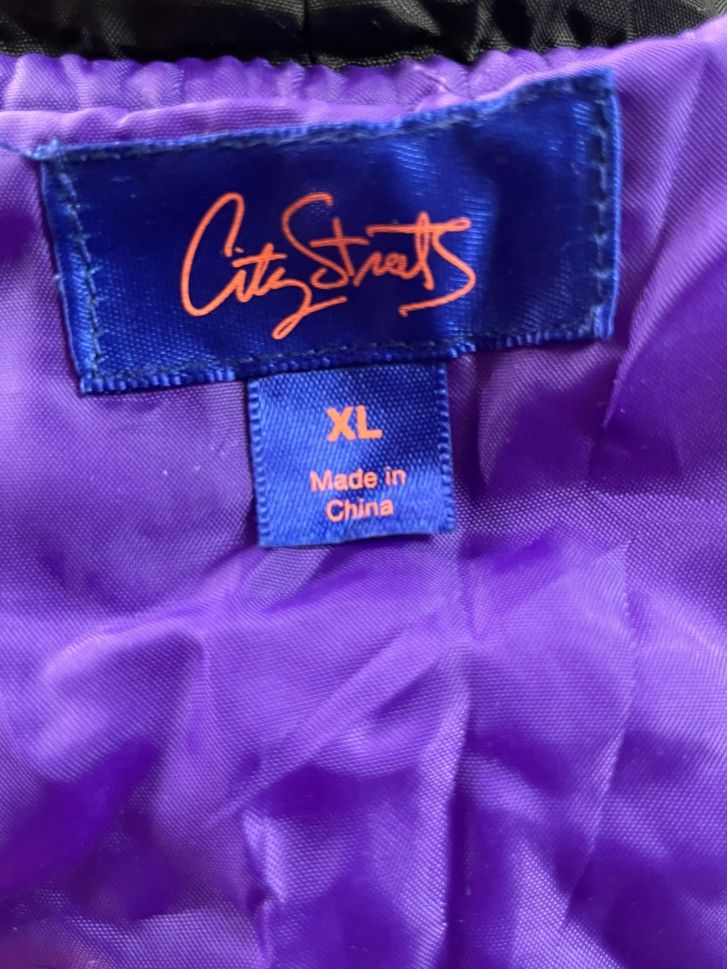 City Streets
XL
Made in
China